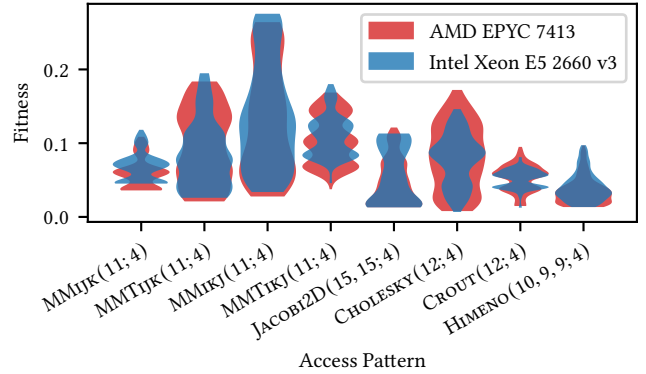 AMD EPYC 7413
Intel Xeon E5 2660 v3
Fitness
0.2
0.1
0.0
MMIJK (11; 4)
MMTIJK (11; 4)
MMIKJ (11; 4)
MMTIKJ (11; 4)
JACOBI2D (15, 15; 4)
CHOLESKY (12; 4)
CROUT (12; 4)
HIMENO (10, 9, 9; 4)
Access Pattern